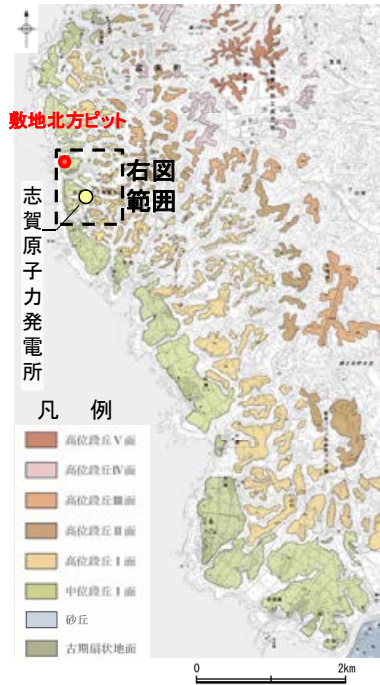 敷地北方ピット
右図
範囲
志賀原子力発電所
凡 例
高位段丘Ⅴ面
高位段丘Ⅳ面
高位段丘Ⅲ面
高位段丘Ⅱ面
高位段丘Ⅰ面
中位段丘Ⅰ面
砂丘
古期扇状地面
0 2km